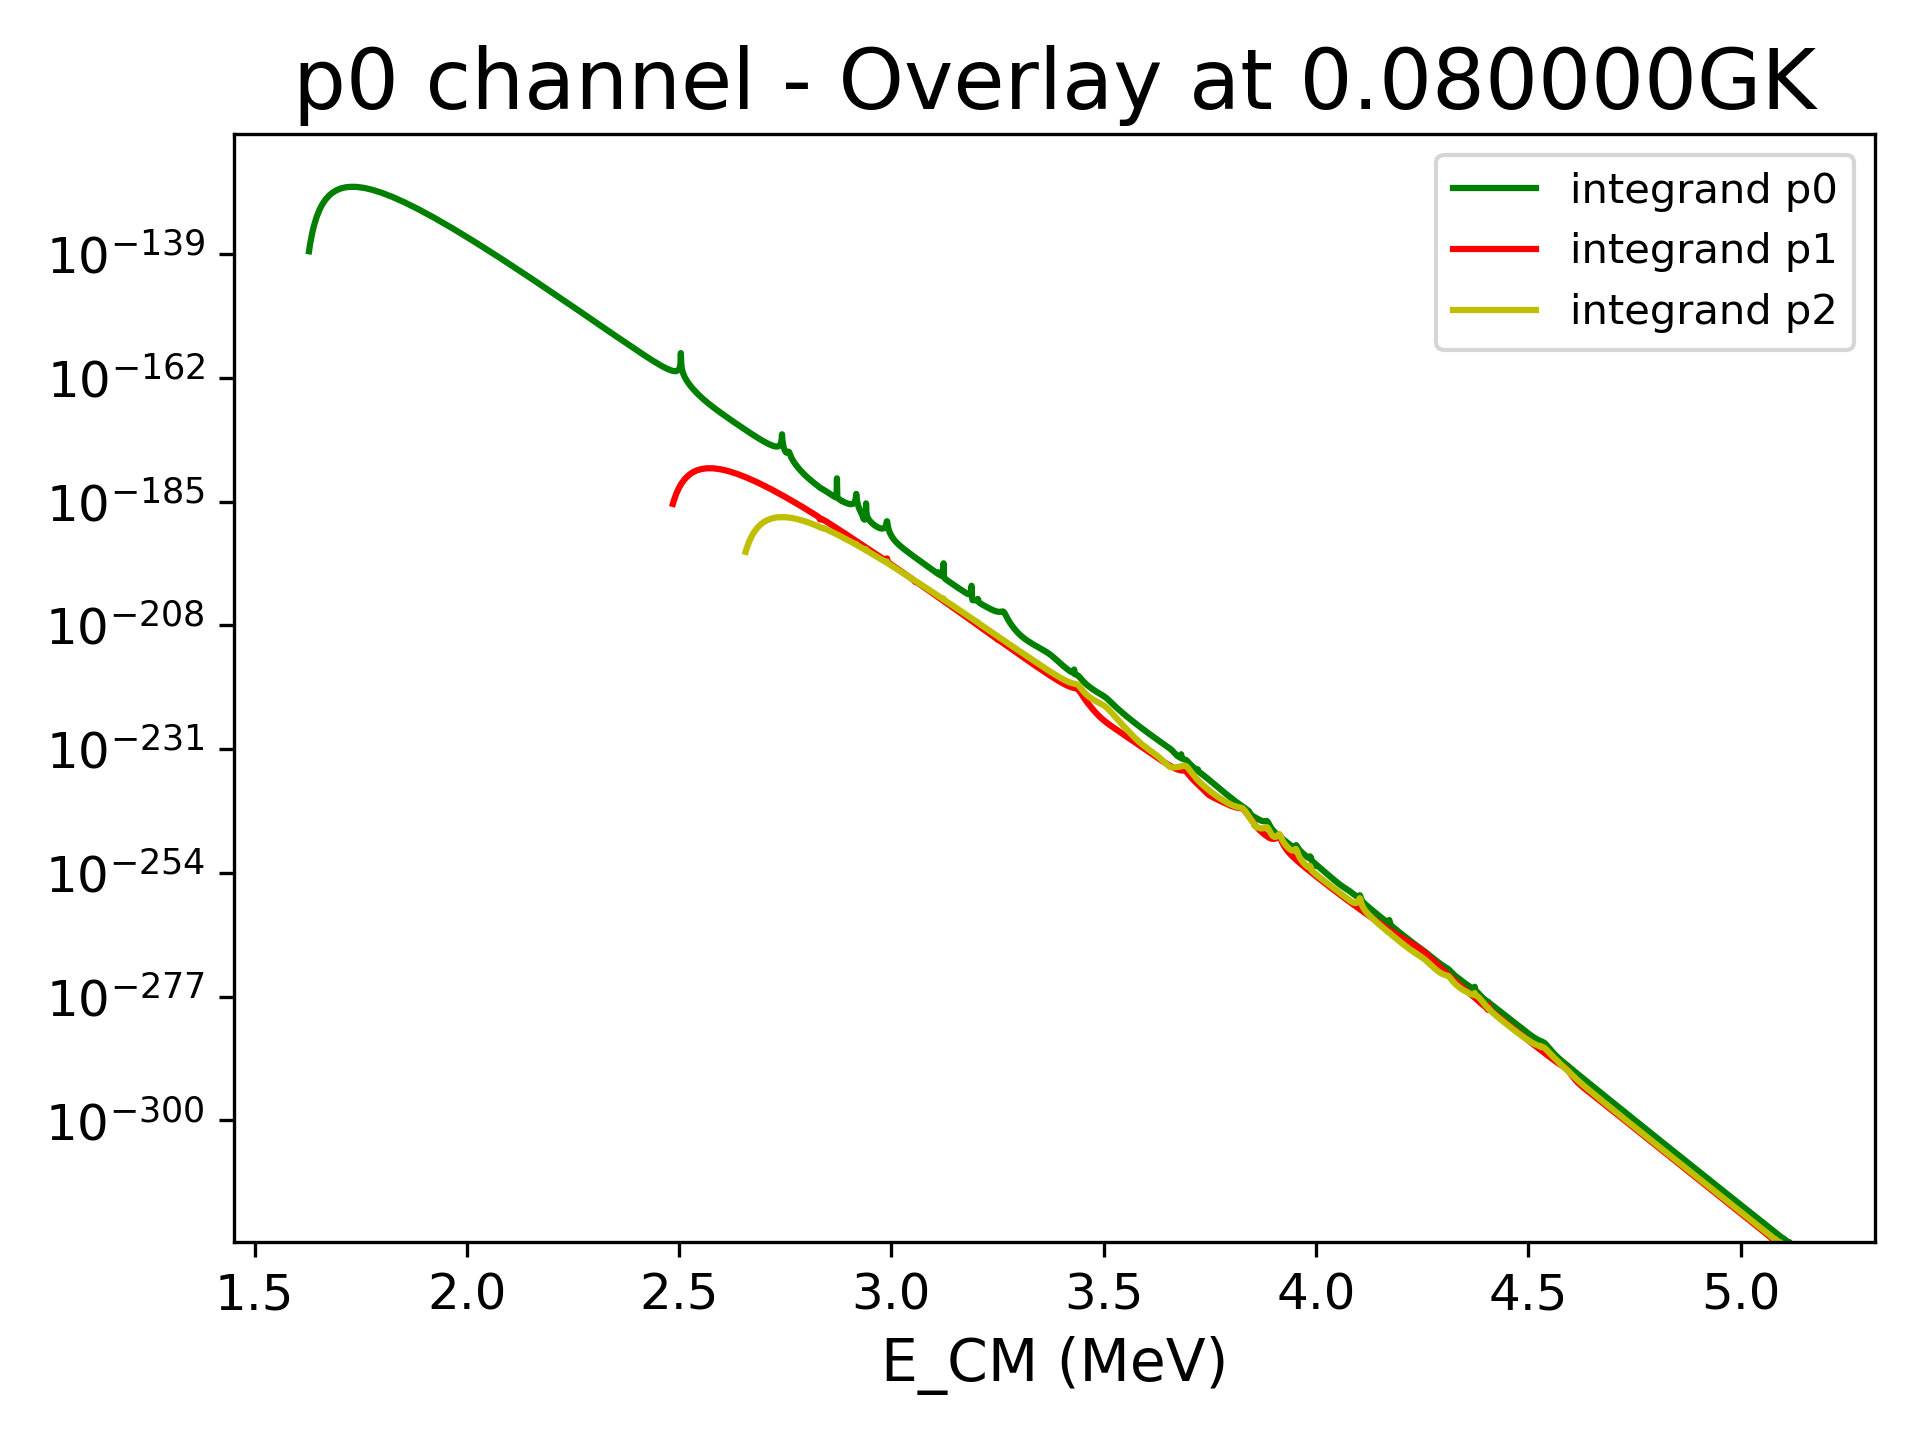 p0 channel - Overlay at 0.080000GK
integrand p0
integrand p1
integrand p2
10^{-139}
10^{-162}
10^{-185}
10^{-208}
10^{-231}
10^{-254}
10^{-277}
10^{-300}
1.5 2.0 2.5 3.0 3.5 4.0 4.5 5.0
E_CM (MeV)